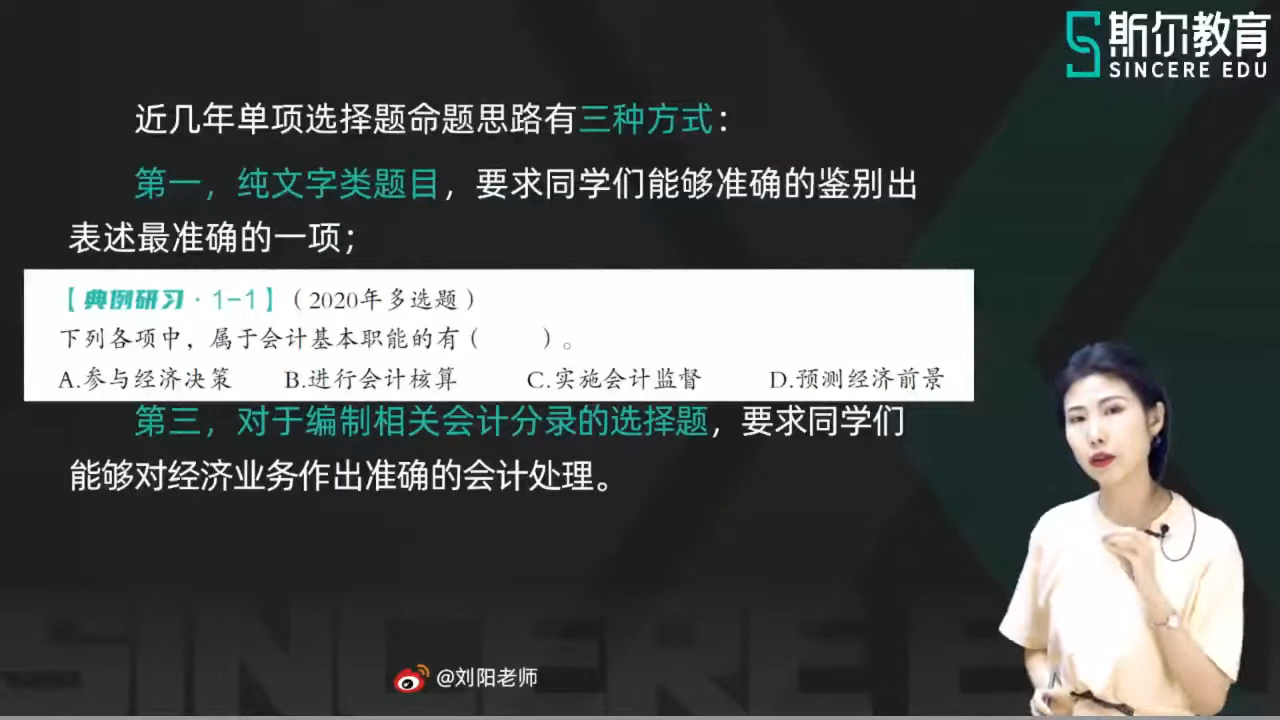 斯尔教育
SINCERE EDU
近几年单项选择题命题思路有三种方式：
第一，纯文字类题目，要求同学们能够准确的鉴别出
表述最准确的一项；
【典例研习·1-1】（2020年多选题）
下列各项中，属于会计基本职能的有（　　）。
A.参与经济决策　B.进行会计核算　C.实施会计监督　D.预测经济前景
第三，对于编制相关会计分录的选择题，要求同学们
能够对经济业务作出准确的会计处理。
SINCERE E
@刘阳老师